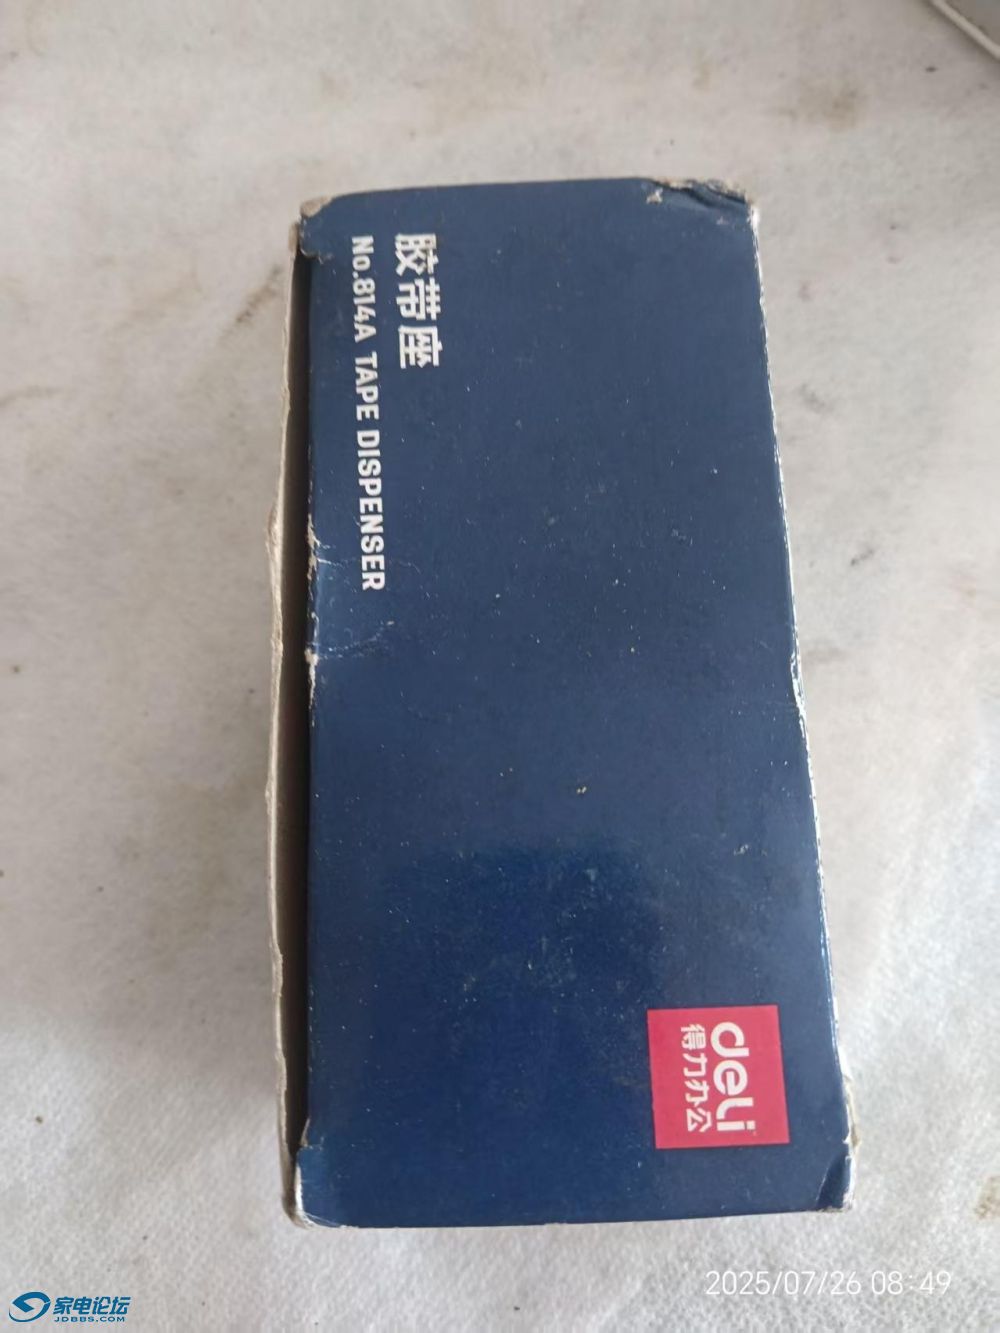 胶带座
No.814A TAPE DISPENSER
deli
得力办公
2025/07/26 08:49
家电论坛
JDBBS.COM